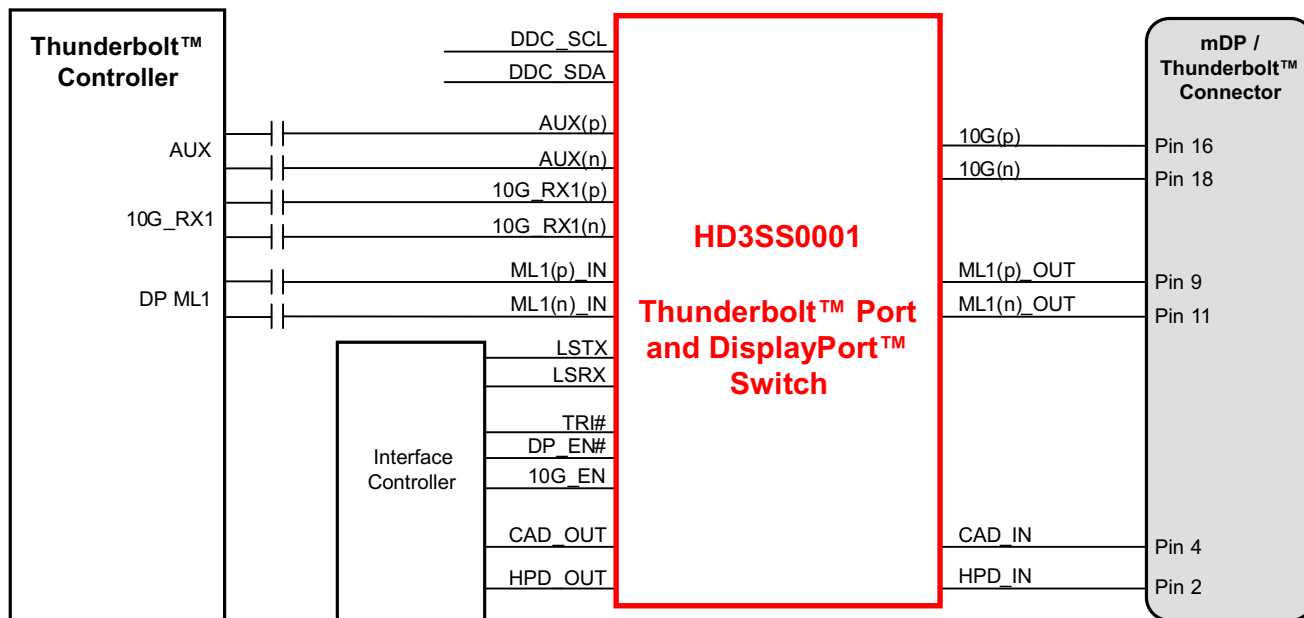 Thunderbolt™
Controller
AUX
10G_RX1
DP ML1
DDC_SCL
DDC_SDA
AUX(p)
AUX(n)
10G_RX1(p)
10G_RX1(n)
ML1(p)_IN
ML1(n)_IN
LSTX
LSRX
TRI#
DP_EN#
10G_EN
CAD_OUT
HPD_OUT
Interface
Controller
HD3SS0001
Thunderbolt™ Port
and DisplayPort™
Switch
10G(p)
10G(n)
ML1(p)_OUT
ML1(n)_OUT
CAD_IN
HPD_IN
mDP /
Thunderbolt™
Connector
Pin 16
Pin 18
Pin 9
Pin 11
Pin 4
Pin 2